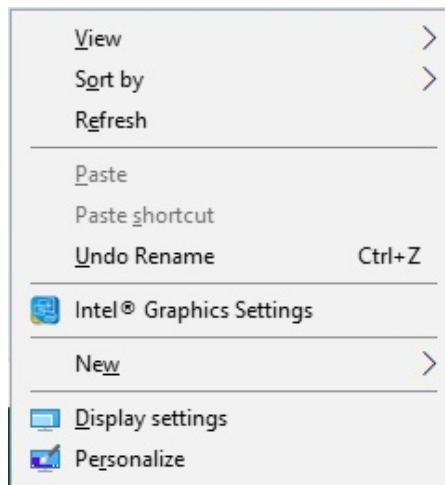 View
Sort by
Refresh
Paste
Paste shortcut
Undo Rename Ctrl+Z
Intel® Graphics Settings
New
Display settings
Personalize